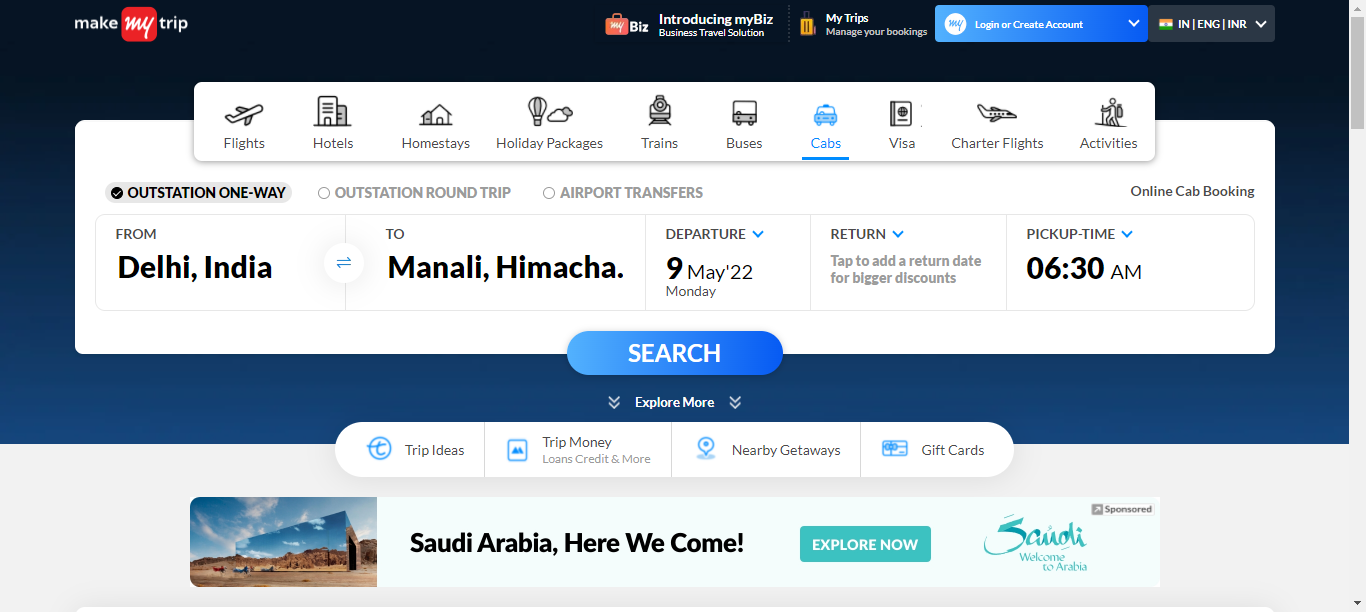 make my trip
my Biz
Introducing myBiz
Business Travel Solution
My Trips
Manage your bookings
my
Login or Create Account
IN | ENG | INR
Flights
Hotels
Homestays
Holiday Packages
Trains
Buses
Cabs
Visa
Charter Flights
Activities
OUTSTATION ONE-WAY
OUTSTATION ROUND TRIP
AIRPORT TRANSFERS
Online Cab Booking
FROM
Delhi, India
TO
Manali, Himacha.
DEPARTURE
9 May'22
Monday
RETURN
Tap to add a return date
for bigger discounts
PICKUP-TIME
06:30 AM
SEARCH
Explore More
Trip Ideas
Trip Money
Loans Credit & More
Nearby Getaways
Gift Cards
Saudi Arabia, Here We Come!
EXPLORE NOW
Sponsored
Saudi
Welcome
to Arabia